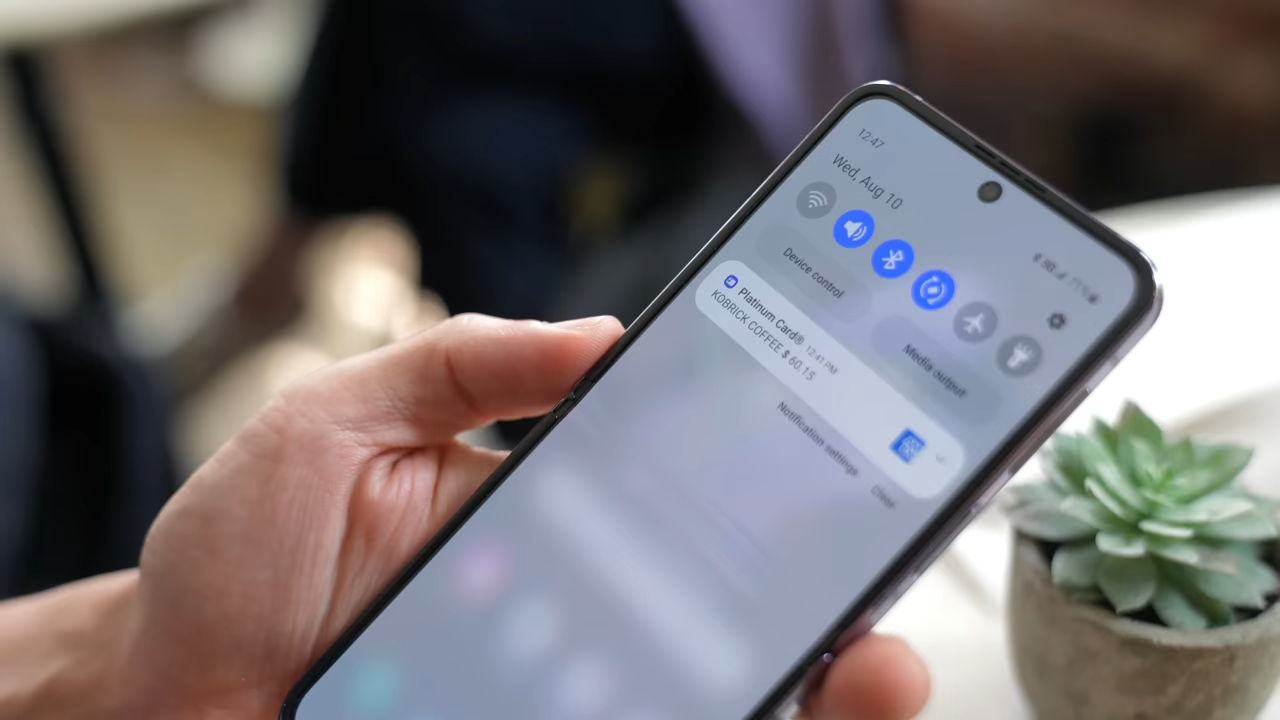 12:47
Wed, Aug 10
Device control
Media output
Platinum Card® 12:41 PM
KOBRICK COFFEE $ 60.15
Notification settings
Clear